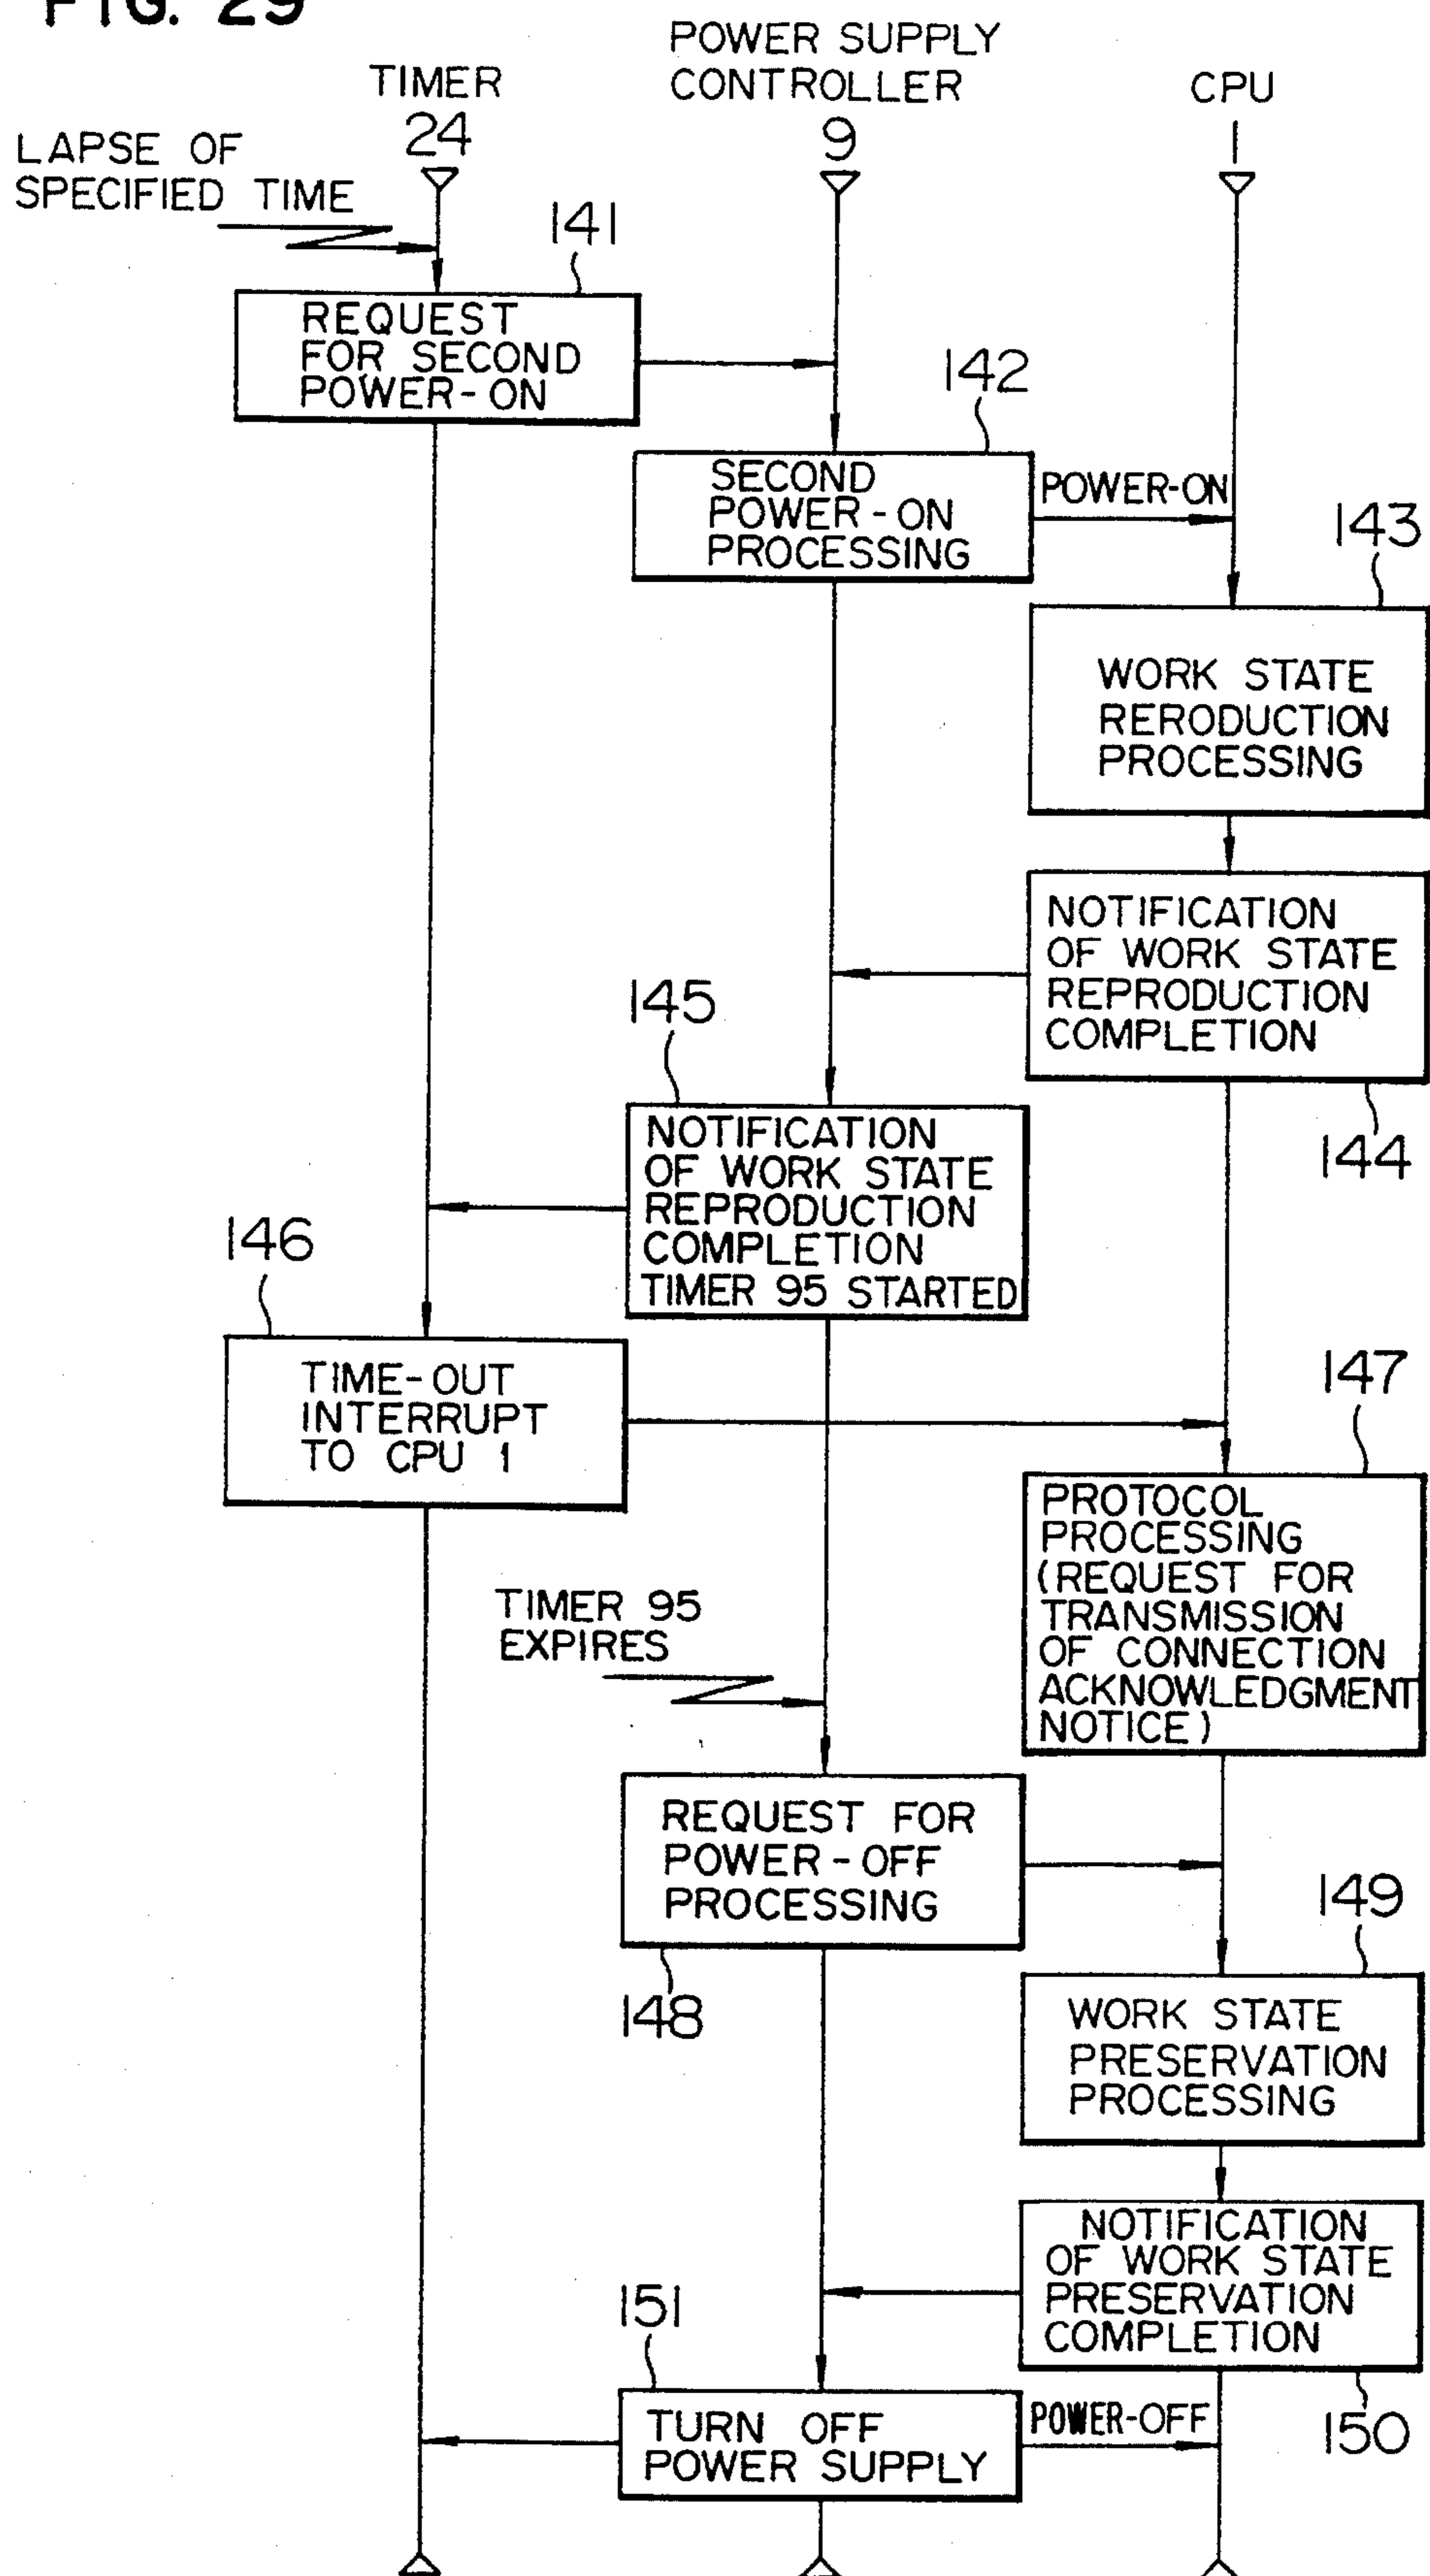 FIG. 29
POWER SUPPLY
CONTROLLER
9
TIMER
24
CPU
1
LAPSE OF
SPECIFIED TIME
141
REQUEST
FOR SECOND
POWER-ON
142
SECOND
POWER-ON
PROCESSING
POWER-ON
143
WORK STATE
RERODUCTION
PROCESSING
NOTIFICATION
OF WORK STATE
REPRODUCTION
COMPLETION
144
145
NOTIFICATION
OF WORK STATE
REPRODUCTION
COMPLETION
TIMER 95 STARTED
146
TIME-OUT
INTERRUPT
TO CPU 1
147
PROTOCOL
PROCESSING
(REQUEST FOR
TRANSMISSION
OF CONNECTION
ACKNOWLEDGMENT
NOTICE)
TIMER 95
EXPIRES
REQUEST FOR
POWER-OFF
PROCESSING
148
149
WORK STATE
PRESERVATION
PROCESSING
NOTIFICATION
OF WORK STATE
PRESERVATION
COMPLETION
150
151
TURN OFF
POWER SUPPLY
POWER-OFF